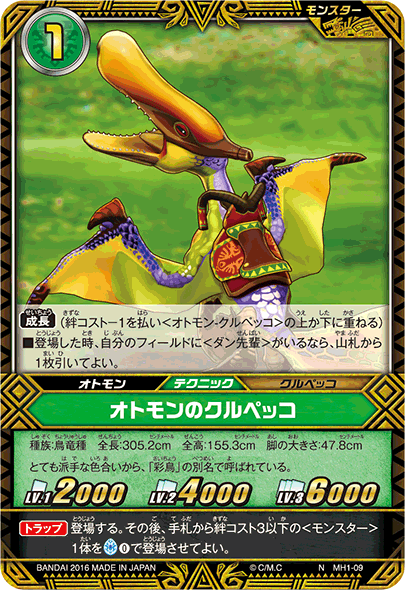 モンスター
1
成長 (絆コスト-1を払い<オトモン・クルペッコ>の上か下に重ねる)
■登場した時、自分のフィールドに<ダン先輩>がいるなら、山札から
1枚引いてよい。
オトモン テクニック クルペッコ
オトモンのクルペッコ
種族:鳥竜種 全長:305.2cm 全高:155.3cm 脚の大きさ:47.8cm
とても派手な色合いから、「彩鳥」の別名で呼ばれている。
LV.1 2000 LV.2 4000 LV.3 6000
トラップ 登場する。その後、手札から絆コスト3以下の<モンスター>
1体を0で登場させてよい。
BANDAI 2016 MADE IN JAPAN ©C/M.C N MH1-09